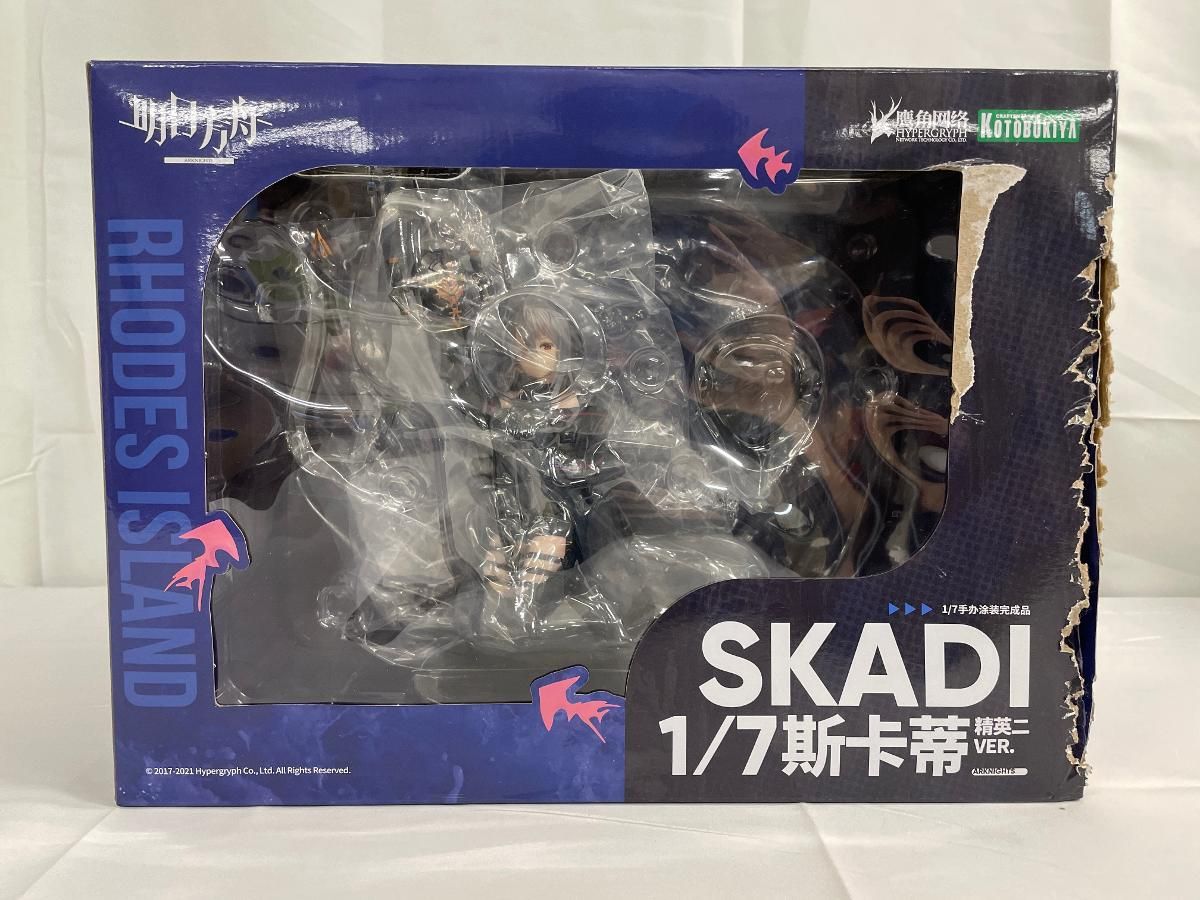 明日方舟
ARKNIGHTS
鷹角网络
HYPERGRYPH
NETWORK TECHNOLOGY CO., LTD.
KOTOBUKIYA
RHODES ISLAND
1/7手办涂装完成品
SKADI
1/7斯卡蒂 精英二 VER.
ARKNIGHTS
© 2017-2021 Hypergryph Co., Ltd. All Rights Reserved.